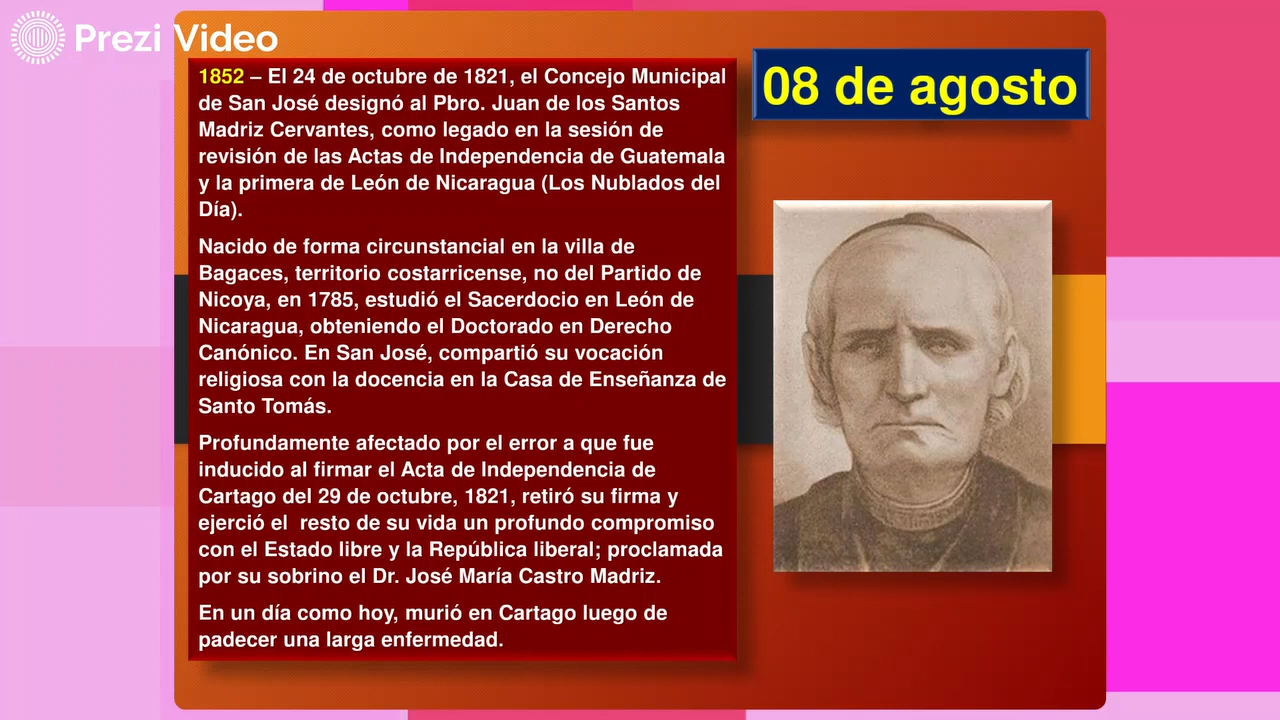 Prezi Video
1852 – El 24 de octubre de 1821, el Concejo Municipal
de San José designó al Pbro. Juan de los Santos
Madriz Cervantes, como legado en la sesión de
revisión de las Actas de Independencia de Guatemala
y la primera de León de Nicaragua (Los Nublados del
Día).
Nacido de forma circunstancial en la villa de
Bagaces, territorio costarricense, no del Partido de
Nicoya, en 1785, estudió el Sacerdocio en León de
Nicaragua, obteniendo el Doctorado en Derecho
Canónico. En San José, compartió su vocación
religiosa con la docencia en la Casa de Enseñanza de
Santo Tomás.
Profundamente afectado por el error a que fue
inducido al firmar el Acta de Independencia de
Cartago del 29 de octubre, 1821, retiró su firma y
ejerció el  resto de su vida un profundo compromiso
con el Estado libre y la República liberal; proclamada
por su sobrino el Dr. José María Castro Madriz.
En un día como hoy, murió en Cartago luego de
padecer una larga enfermedad.
08 de agosto